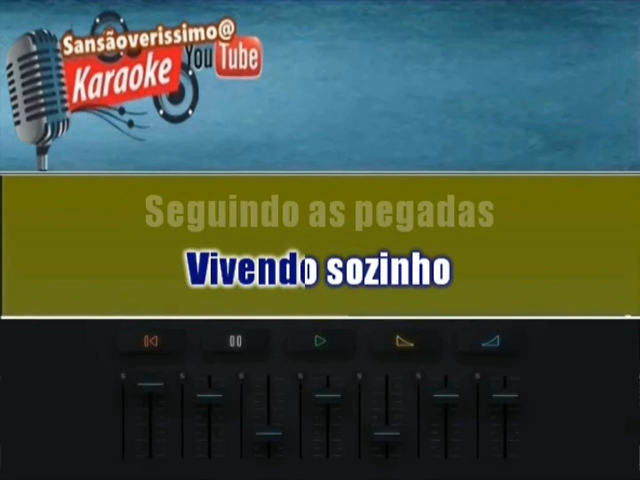 Sansãoverissimo@
Karaoke YouTube
Seguindo as pegadas
Vivendo sozinho
S S S S S S S